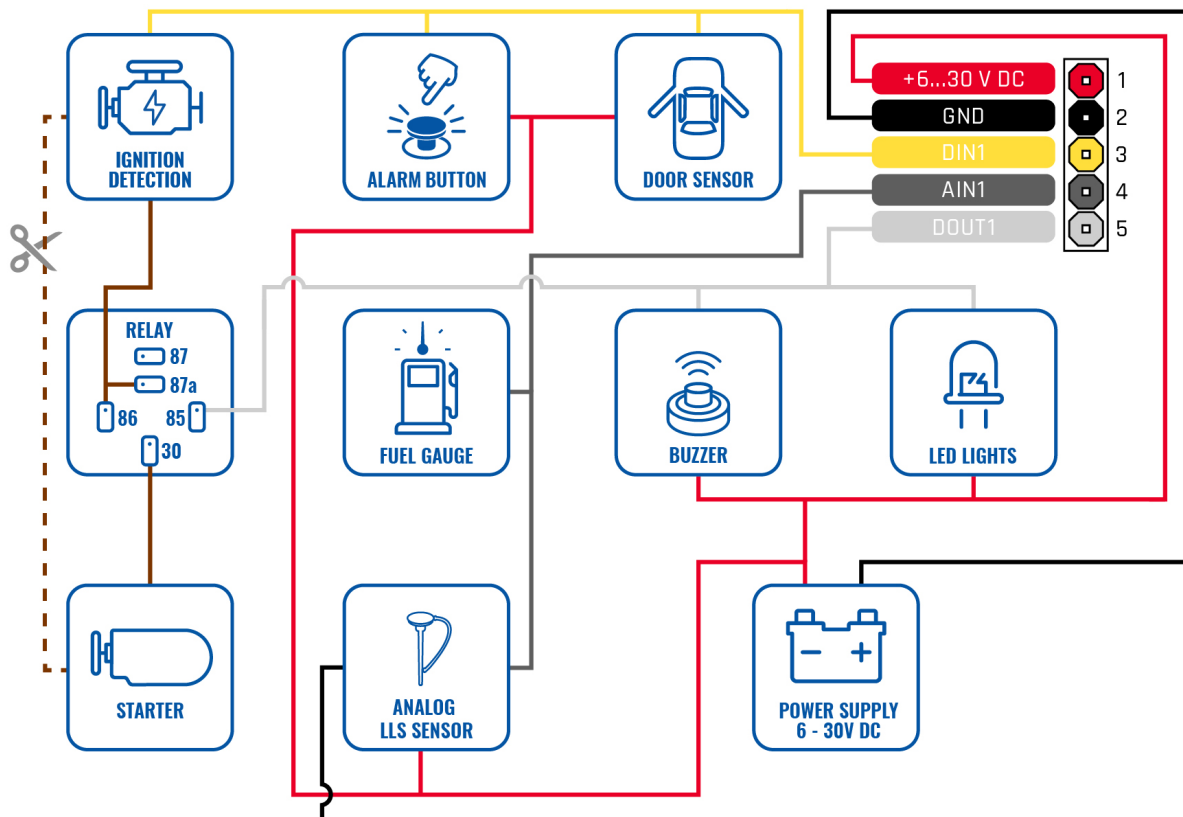 IGNITION
DETECTION
ALARM BUTTON
DOOR SENSOR
+6...30 V DC
1
GND
2
DIN1
3
AIN1
4
DOUT1
5
RELAY
87
87a
86
85
30
FUEL GAUGE
BUZZER
LED LIGHTS
STARTER
ANALOG
LLS SENSOR
POWER SUPPLY
6 - 30V DC